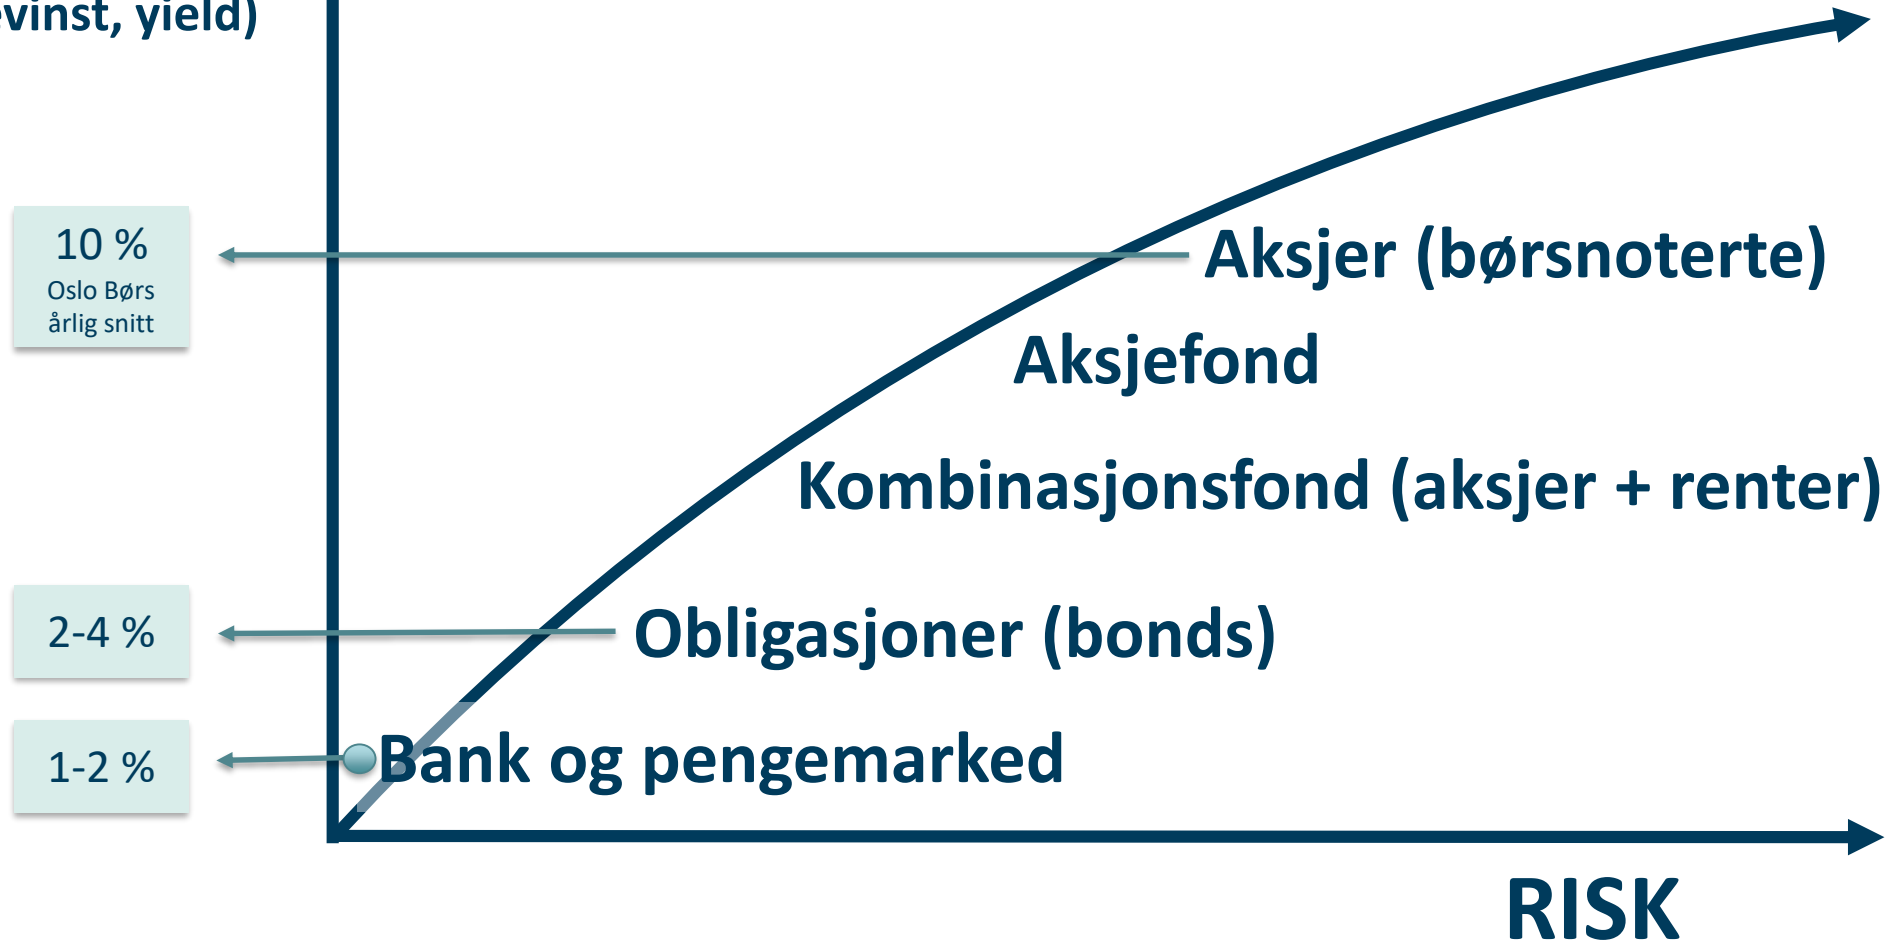 yield)
10 %
Oslo Børs
årlig snitt
Aksjer (børsnoterte)
Aksjefond
Kombinasjonsfond (aksjer + renter)
2-4 %
Obligasjoner (bonds)
1-2 %
Bank og pengemarked
RISK